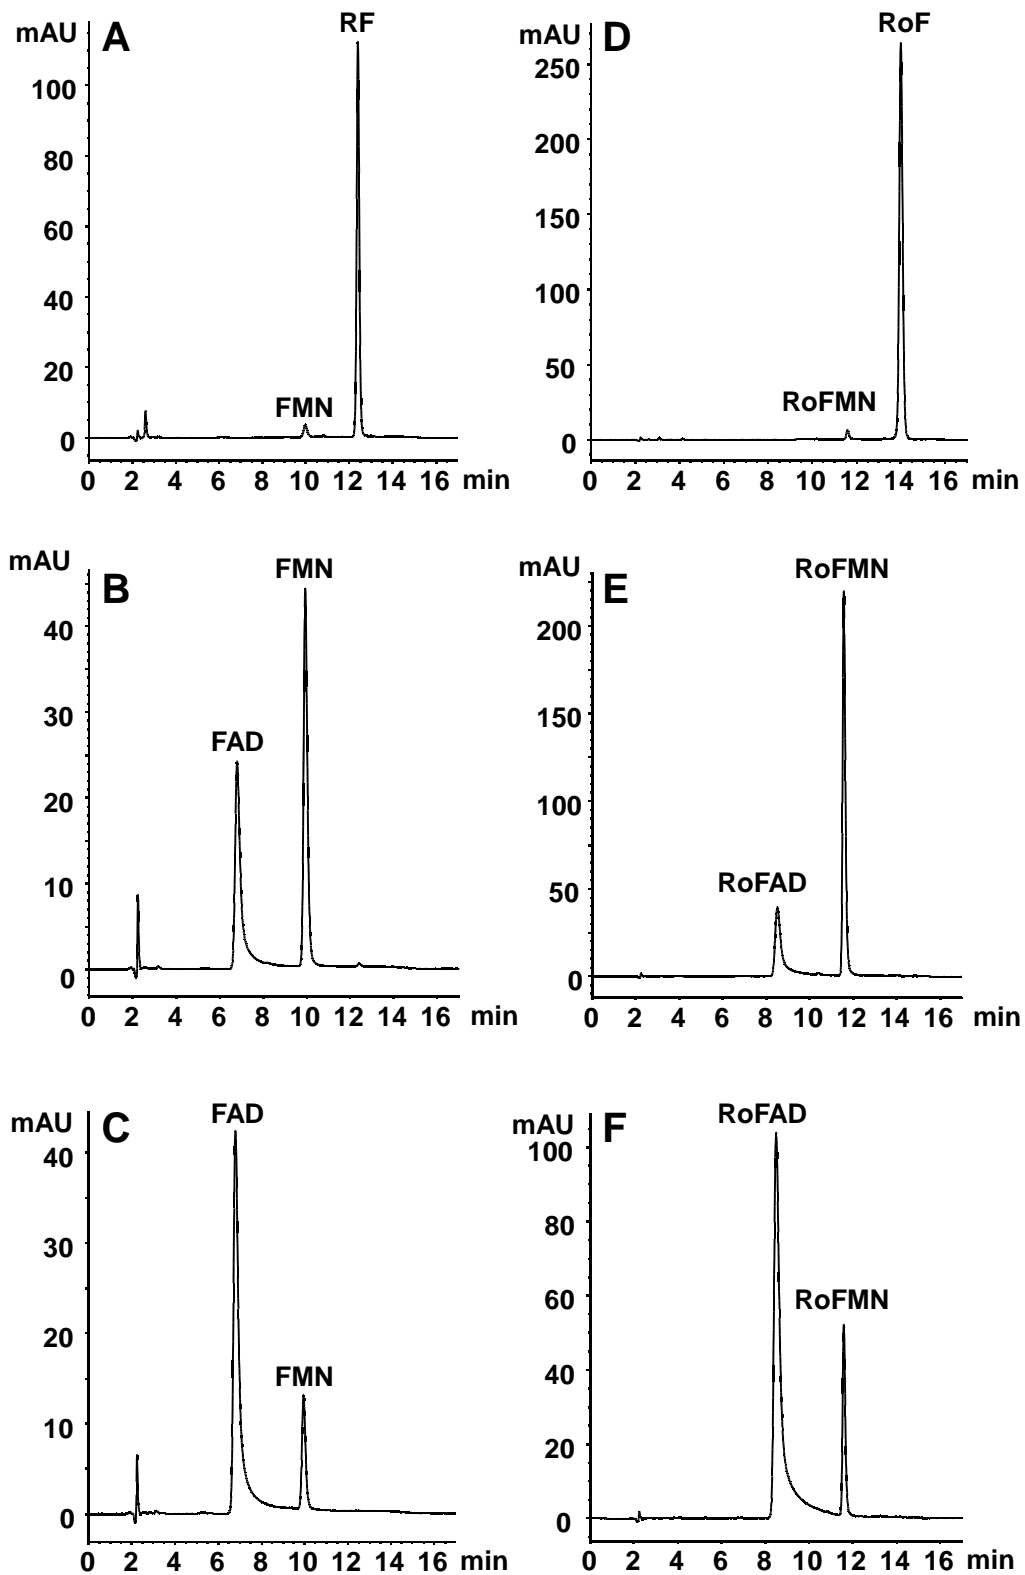 mAU A RF
100
80
60
40
20
0
FMN
0 2 4 6 8 10 12 14 16 min
mAU D RoF
250
200
150
100
50
0
RoFMN
0 2 4 6 8 10 12 14 16 min
mAU B FMN
40
30
FAD
20
10
0
0 2 4 6 8 10 12 14 16 min
mAU E RoFMN
200
150
100
50
RoFAD
0
0 2 4 6 8 10 12 14 16 min
mAU C FAD
40
30
20
FMN
10
0
0 2 4 6 8 10 12 14 16 min
mAU F RoFAD
100
80
60
RoFMN
40
20
0
0 2 4 6 8 10 12 14 16 min